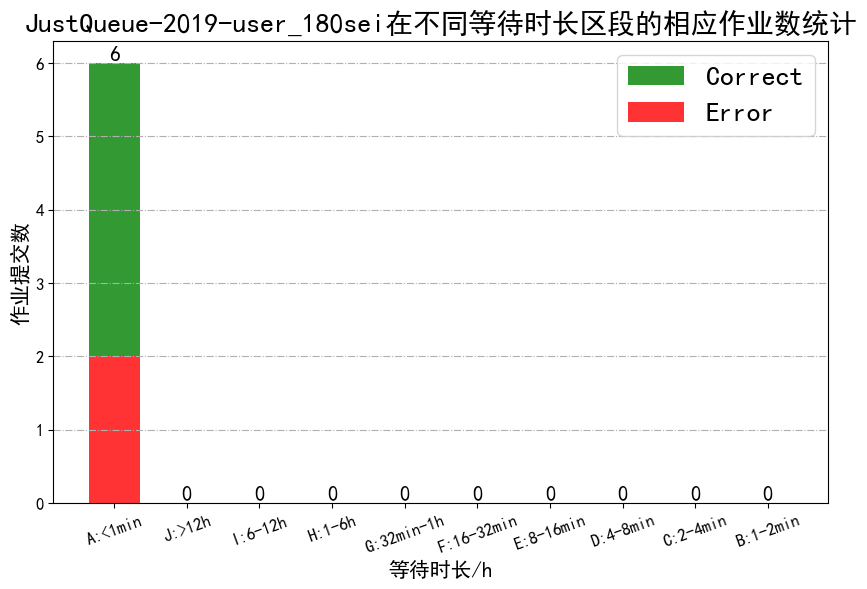 JustQueue-2019-user_180sei在不同等待时长区段的相应作业数统计
6
Correct
Error
6
5
4
3
2
1
0
作业提交数
0
0
0
0
0
0
0
0
0
A:<1min
J:>12h
I:6-12h
H:1-6h
G:32min-1h
F:16-32min
E:8-16min
D:4-8min
C:2-4min
B:1-2min
等待时长/h